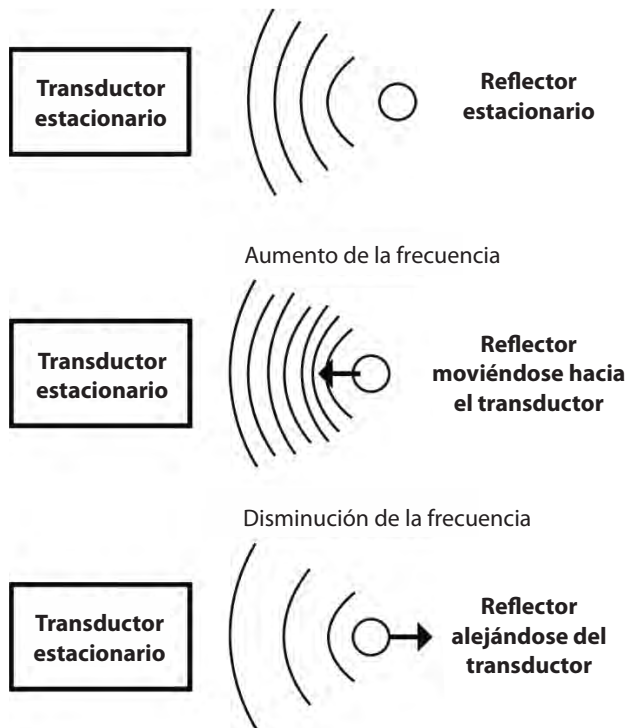 Transductor
estacionario
Reflector
estacionario
Aumento de la frecuencia
Transductor
estacionario
Reflector
moviéndose hacia
el transductor
Disminución de la frecuencia
Transductor
estacionario
Reflector
alejándose del
transductor